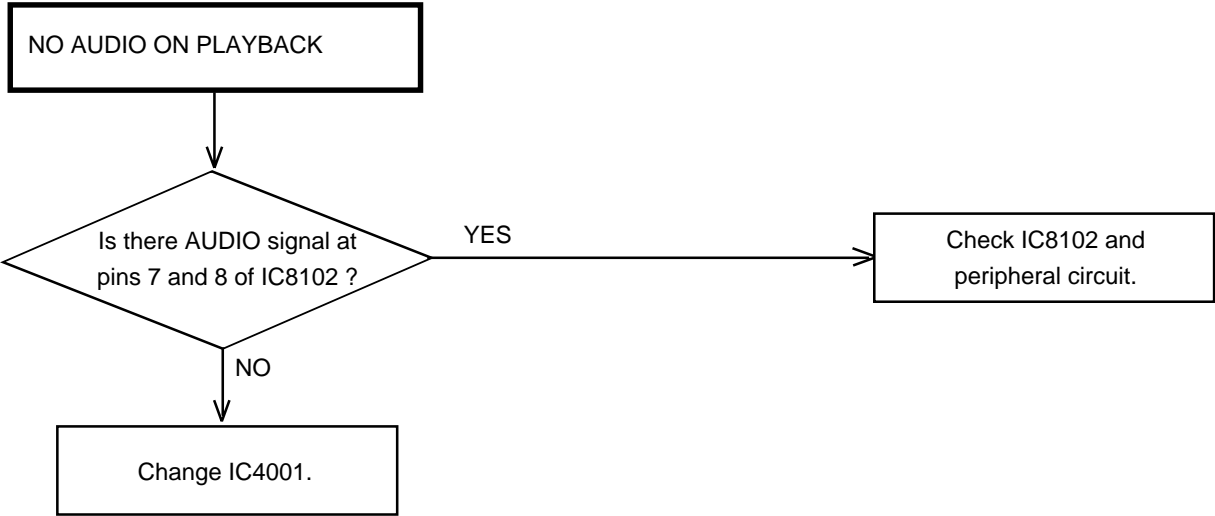 NO AUDIO ON PLAYBACK
Is there AUDIO signal at
pins 7 and 8 of IC8102 ?
YES
Check IC8102 and
peripheral circuit.
NO
Change IC4001.